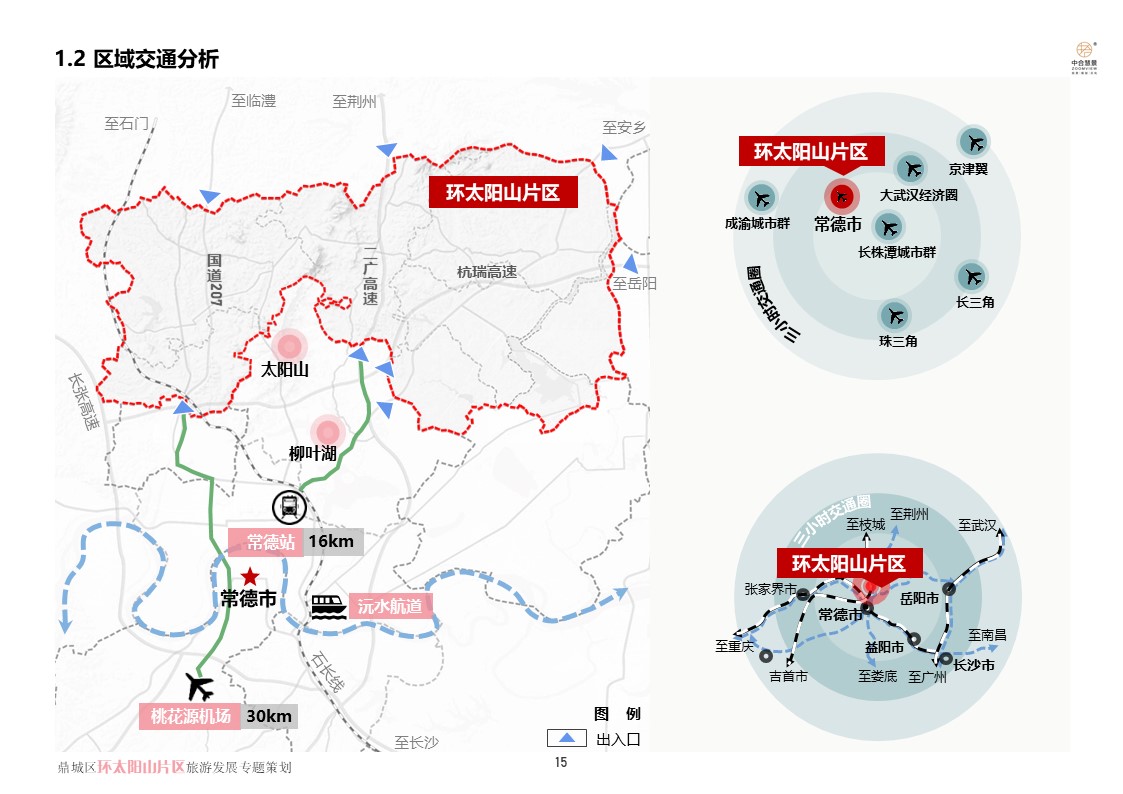 1.2 区域交通分析
中合慧景
ZOOMVIEW
至临澧
至荆州
至石门
至安乡
环太阳山片区
国道207
二广高速
杭瑞高速
至岳阳
太阳山
长张高速
柳叶湖
常德站 16km
常德市
沅水航道
石长线
桃花源机场 30km
至长沙
图 例
出入口
环太阳山片区
京津翼
大武汉经济圈
成渝城市群
常德市
长株潭城市群
三小时交通圈
长三角
珠三角
三小时交通圈
至枝城
至荆州
至武汉
环太阳山片区
张家界市
常德市
岳阳市
至重庆
益阳市
至南昌
长沙市
吉首市
至娄底
至广州
鼎城区环太阳山片区旅游发展专题策划
15